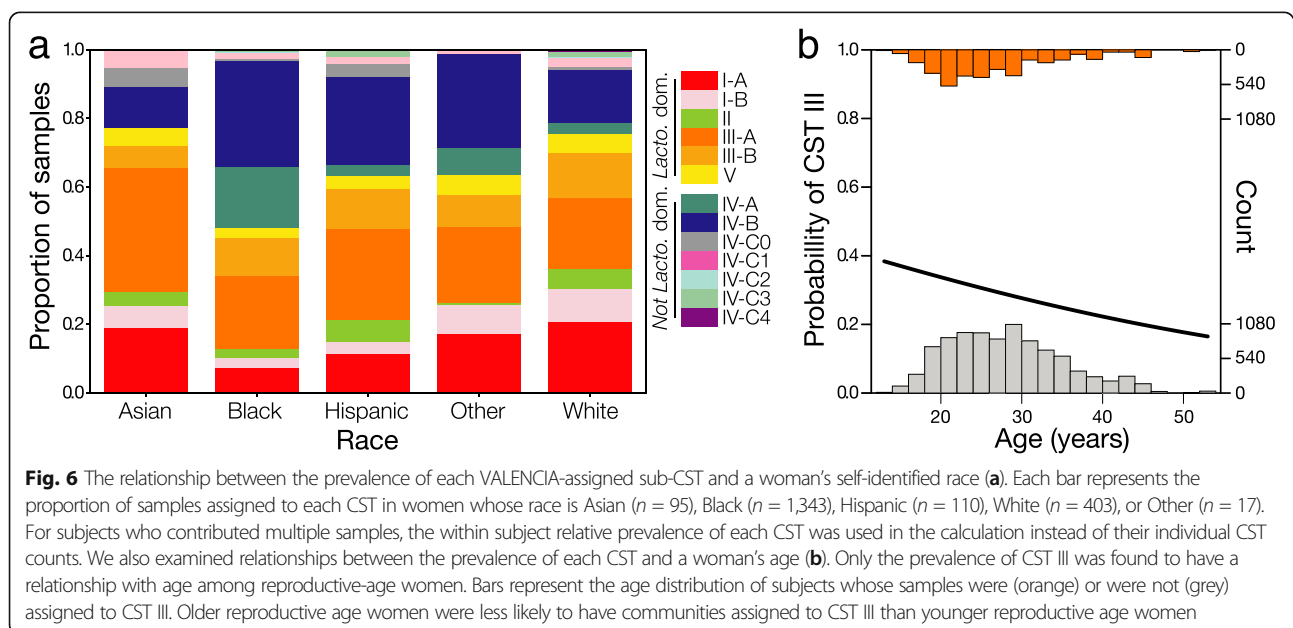 a
Proportion of samples
1.0
0.8
0.6
0.4
0.2
0.0
Asian
Black
Hispanic
Other
White
Race
Lacto. dom.
I-A
I-B
II
III-A
III-B
V
Not Lacto. dom.
IV-A
IV-B
IV-C0
IV-C1
IV-C2
IV-C3
IV-C4
b
Probabillity of CST III
1.0
0.8
0.6
0.4
0.2
0.0
0
540
1080
Count
1080
540
0
20
30
40
50
Age (years)
Fig. 6 The relationship between the prevalence of each VALENCIA-assigned sub-CST and a woman's self-identified race (a). Each bar represents the
proportion of samples assigned to each CST in women whose race is Asian (n = 95), Black (n = 1,343), Hispanic (n = 110), White (n = 403), or Other (n = 17).
For subjects who contributed multiple samples, the within subject relative prevalence of each CST was used in the calculation instead of their individual CST
counts. We also examined relationships between the prevalence of each CST and a woman's age (b). Only the prevalence of CST III was found to have a
relationship with age among reproductive-age women. Bars represent the age distribution of subjects whose samples were (orange) or were not (grey)
assigned to CST III. Older reproductive age women were less likely to have communities assigned to CST III than younger reproductive age women